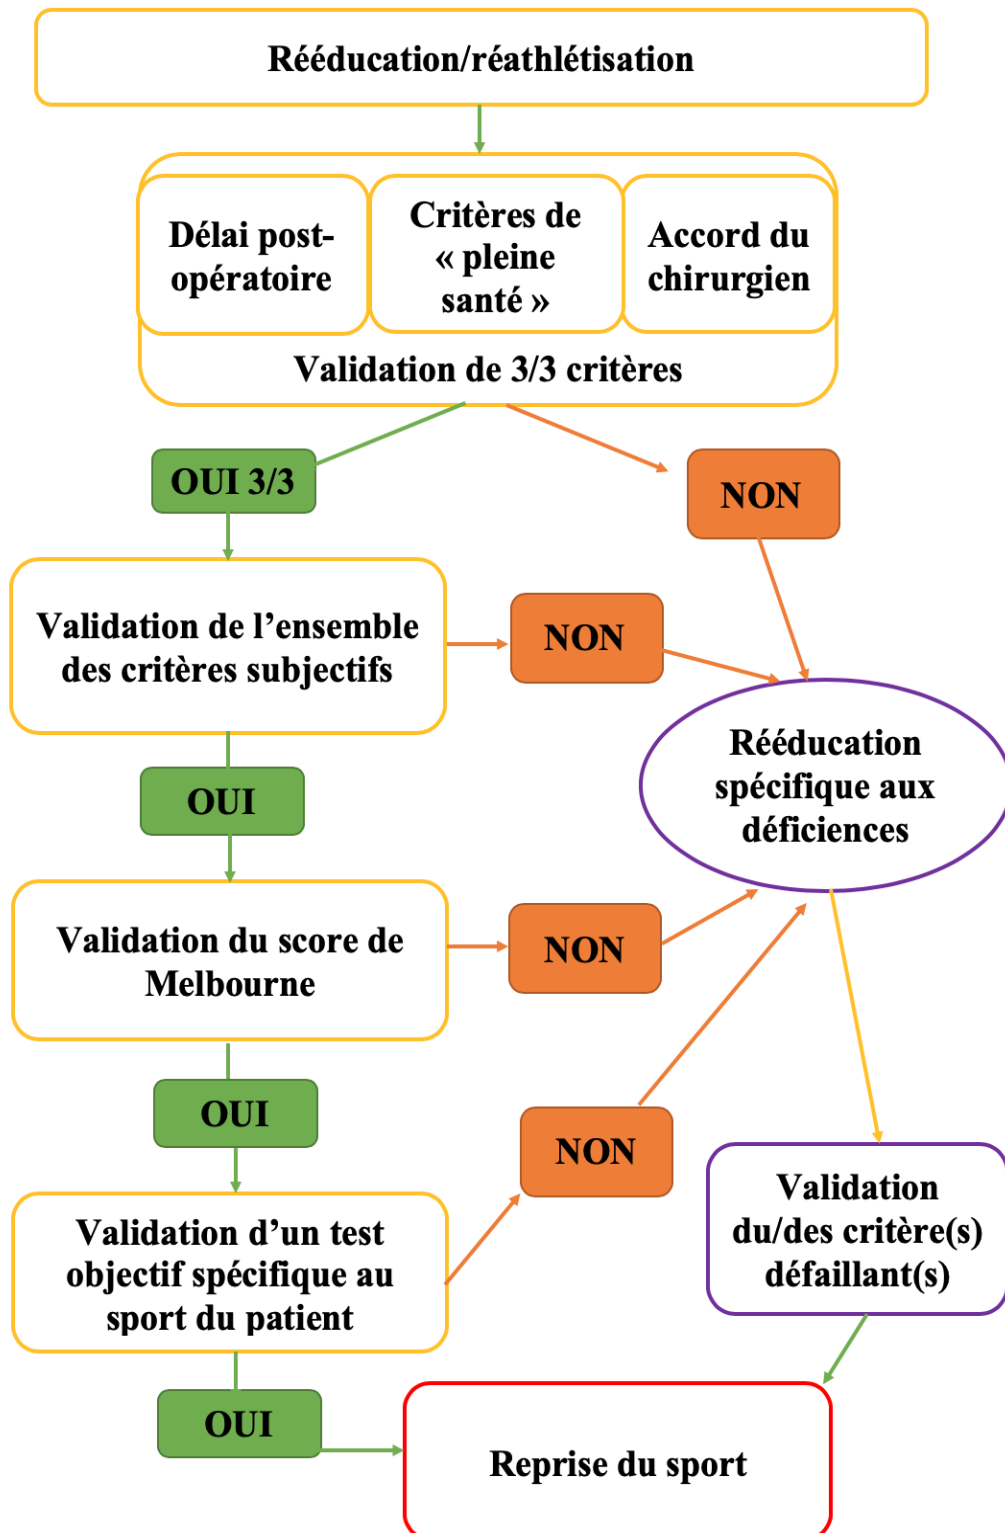 Rééducation/réathlétisation
Délai post-
opératoire
Critères de
« pleine
santé »
Accord du
chirurgien
Validation de 3/3 critères
OUI 3/3
NON
Validation de l’ensemble
des critères subjectifs
NON
OUI
Rééducation
spécifique aux
déficiences
Validation du score de
Melbourne
NON
OUI
NON
Validation d’un test
objectif spécifique au
sport du patient
Validation
du/des critère(s)
défaillant(s)
OUI
Reprise du sport